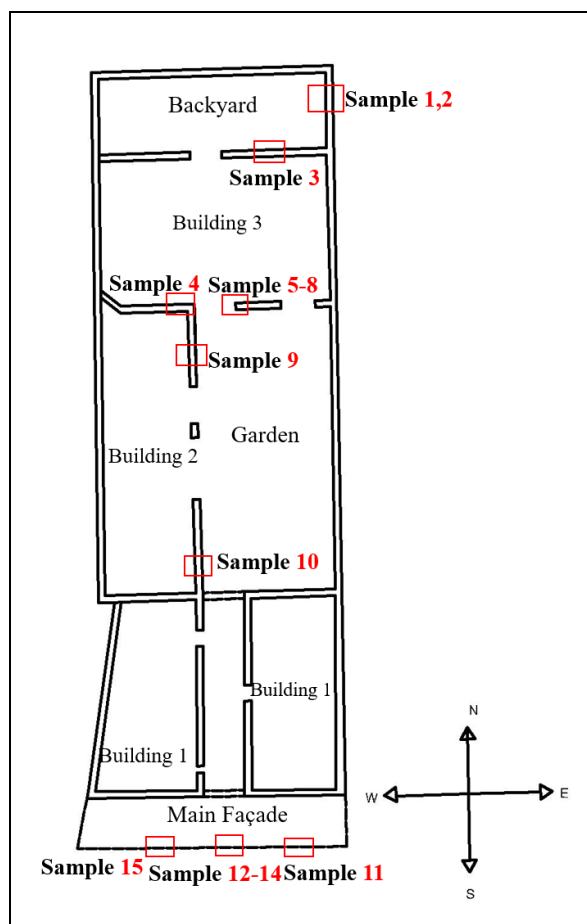 Backyard
Sample 1,2
Sample 3
Building 3
Sample 4
Sample 5-8
Sample 9
Garden
Building 2
Sample 10
Building 1
Building 1
Main Façade
Sample 15
Sample 12-14
Sample 11
N
W
E
S